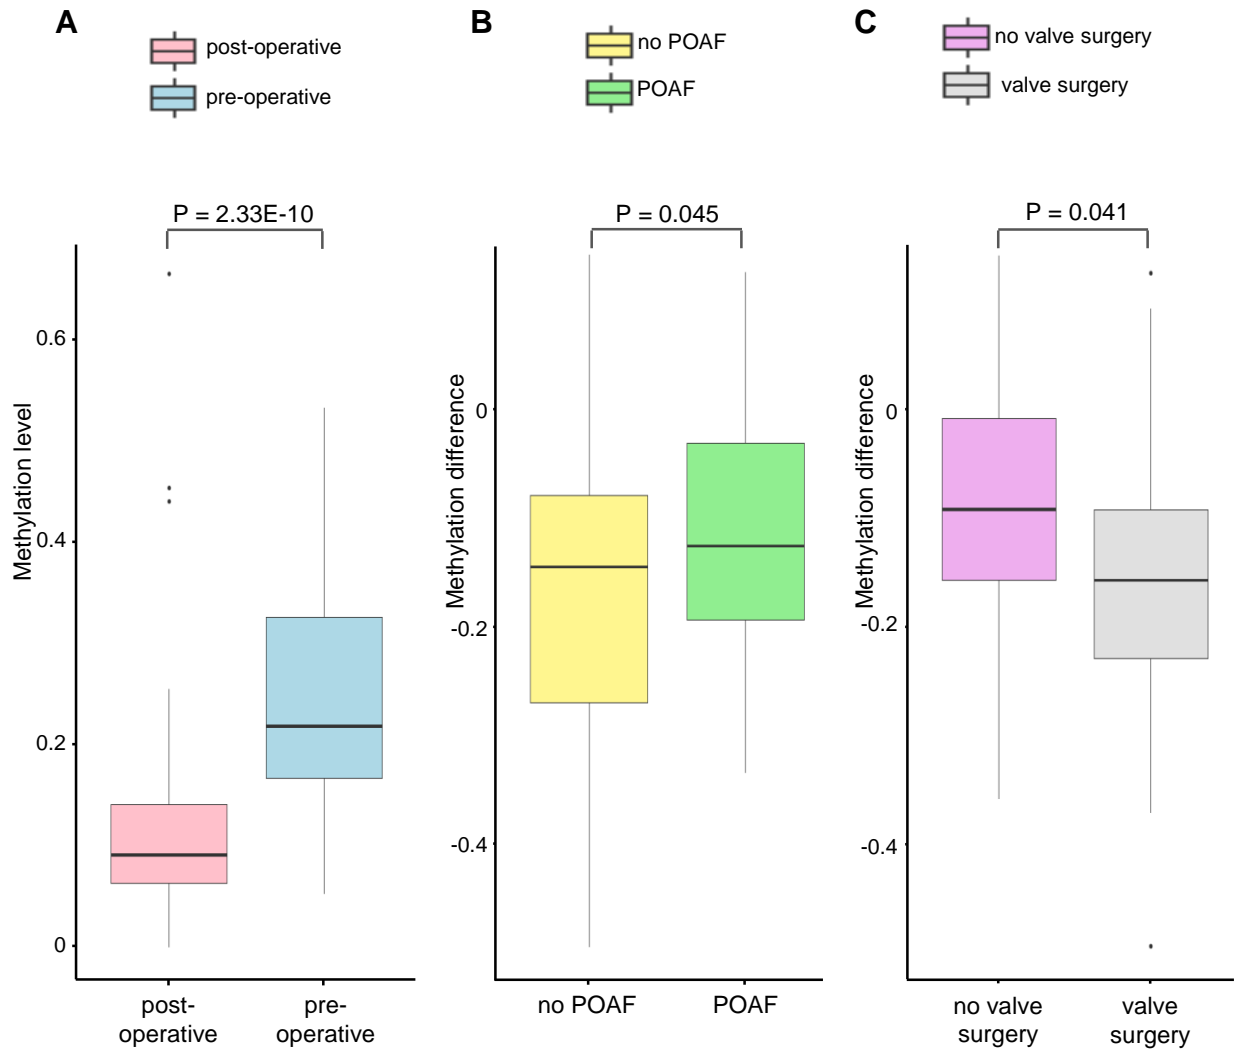 A
post-operative
pre-operative
P = 2.33E-10
Methylation level
0.6
0.4
0.2
0
post-
operative
pre-
operative
B
no POAF
POAF
P = 0.045
Methylation difference
0
-0.2
-0.4
no POAF
POAF
C
no valve surgery
valve surgery
P = 0.041
Methylation difference
0
-0.2
-0.4
no valve
surgery
valve
surgery